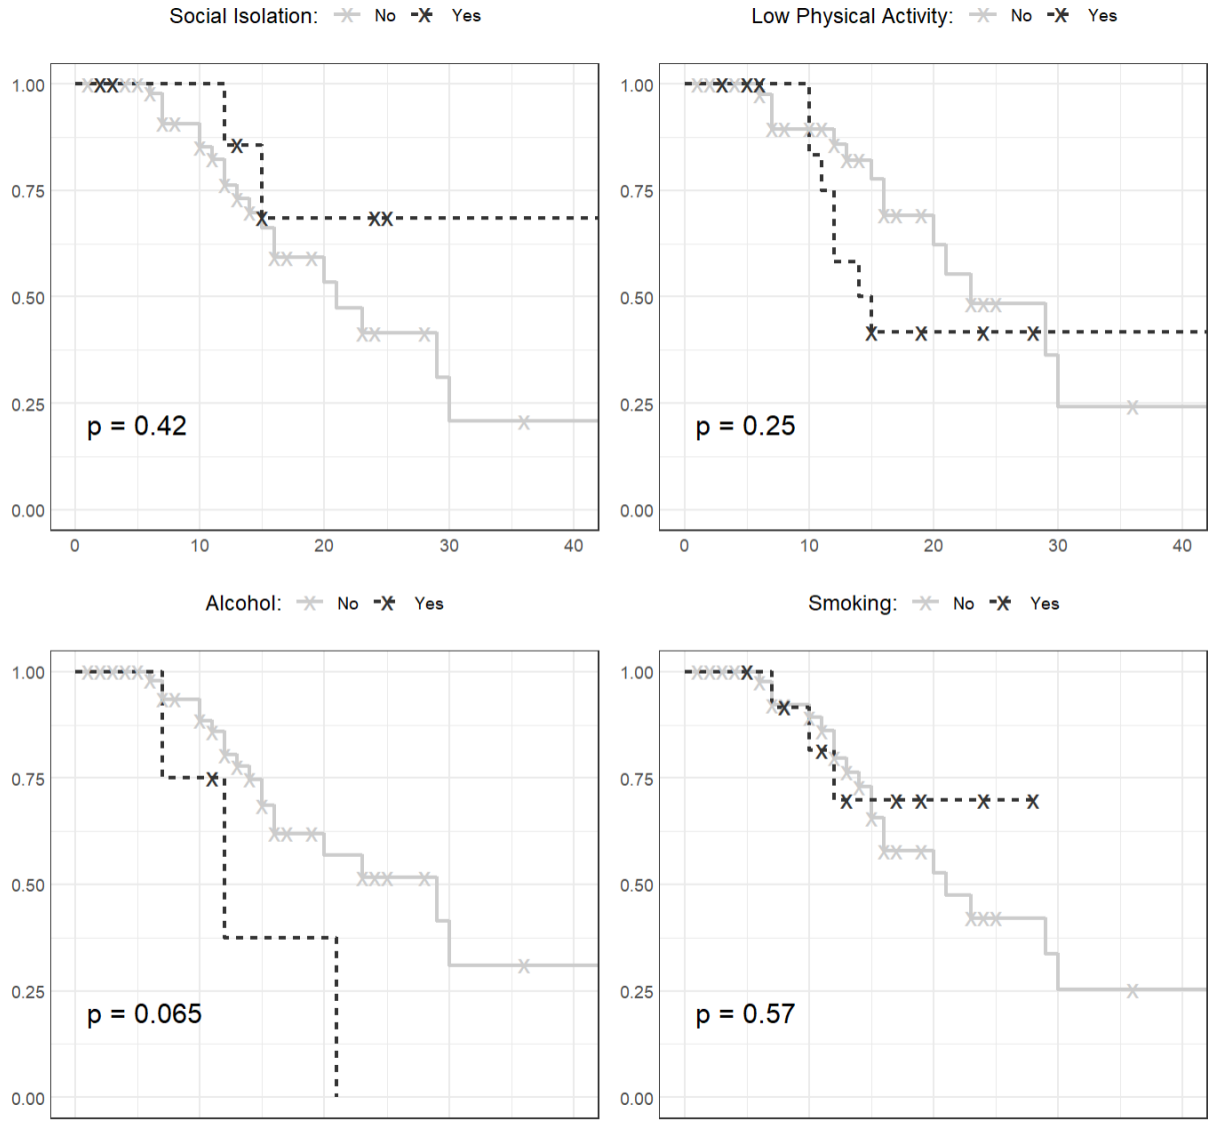 Social Isolation: No Yes
1.00
0.75
0.50
0.25
0.00
p = 0.42
0 10 20 30 40
Low Physical Activity: No Yes
1.00
0.75
0.50
0.25
0.00
p = 0.25
0 10 20 30 40
Alcohol: No Yes
1.00
0.75
0.50
0.25
0.00
p = 0.065
Smoking: No Yes
1.00
0.75
0.50
0.25
0.00
p = 0.57